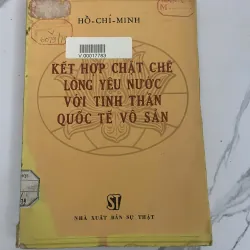 HỒ-CHÍ-MINH
V 00017783
KẾT HỢP CHẶT CHẼ
LÒNG YÊU NƯỚC
VỚI TINH THẦN
QUỐC TẾ VÔ SẢN
ST
NHÀ XUẤT BẢN SỰ THẬT